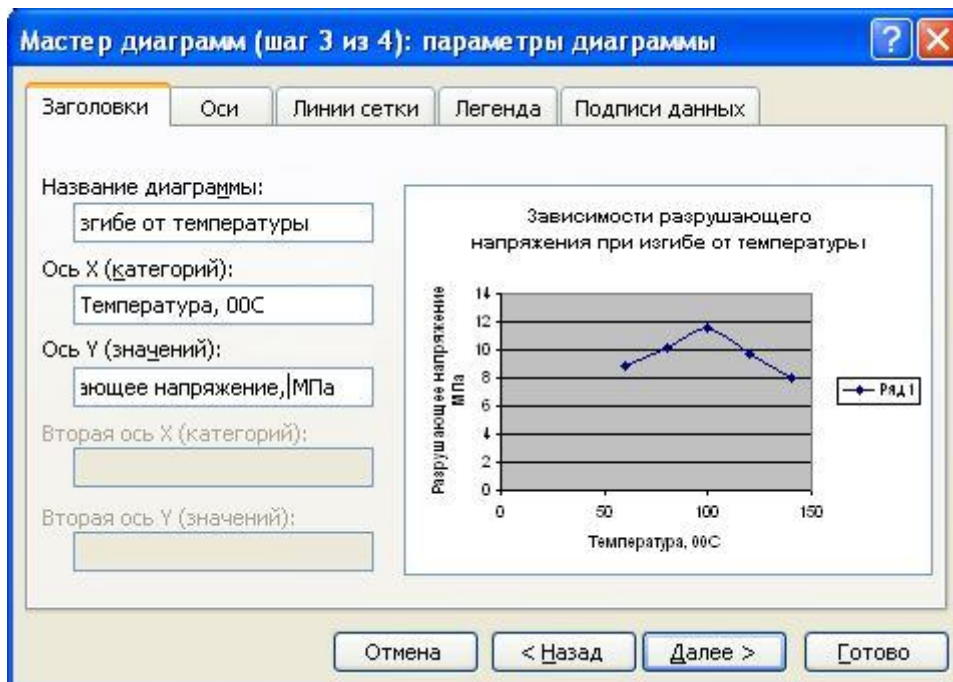 Мастер диаграмм (шаг 3 из 4): параметры диаграммы
Заголовки
Оси
Линии сетки
Легенда
Подписи данных
Название диаграммы:
згибе от температуры
Ось X (категорий):
Температура, 00С
Ось Y (значений):
ающее напряжение, МПа
Вторая ось X (категорий):
Вторая ось Y (значений):
Зависимости разрушающего
напряжения при изгибе от температуры
Разрушающее напряжение
МПа
14
12
10
8
6
4
2
0
0
50
100
150
Температура, 00С
Ряд1
Отмена
< Назад
Далее >
Готово